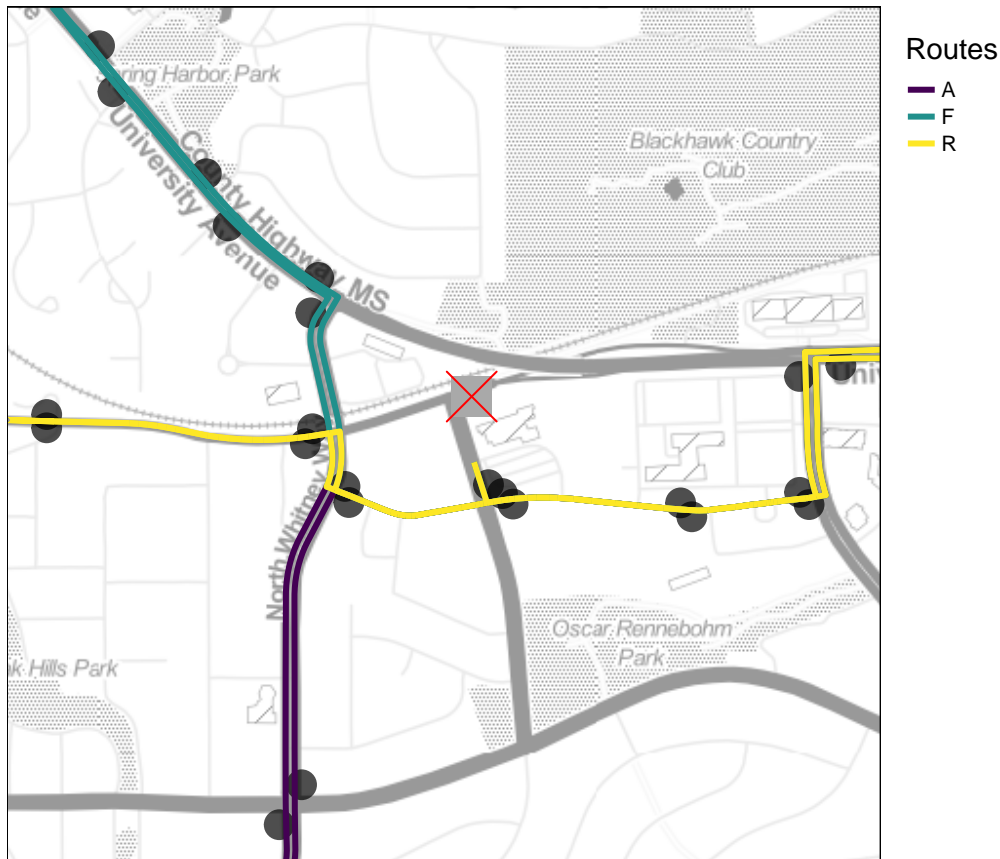 Spring Harbor Park
County Highway MS
University Avenue
Blackhawk Country
Club
Routes
A
F
R
North Whitney W
Oscar Rennebohm
Park
ok Hills Park